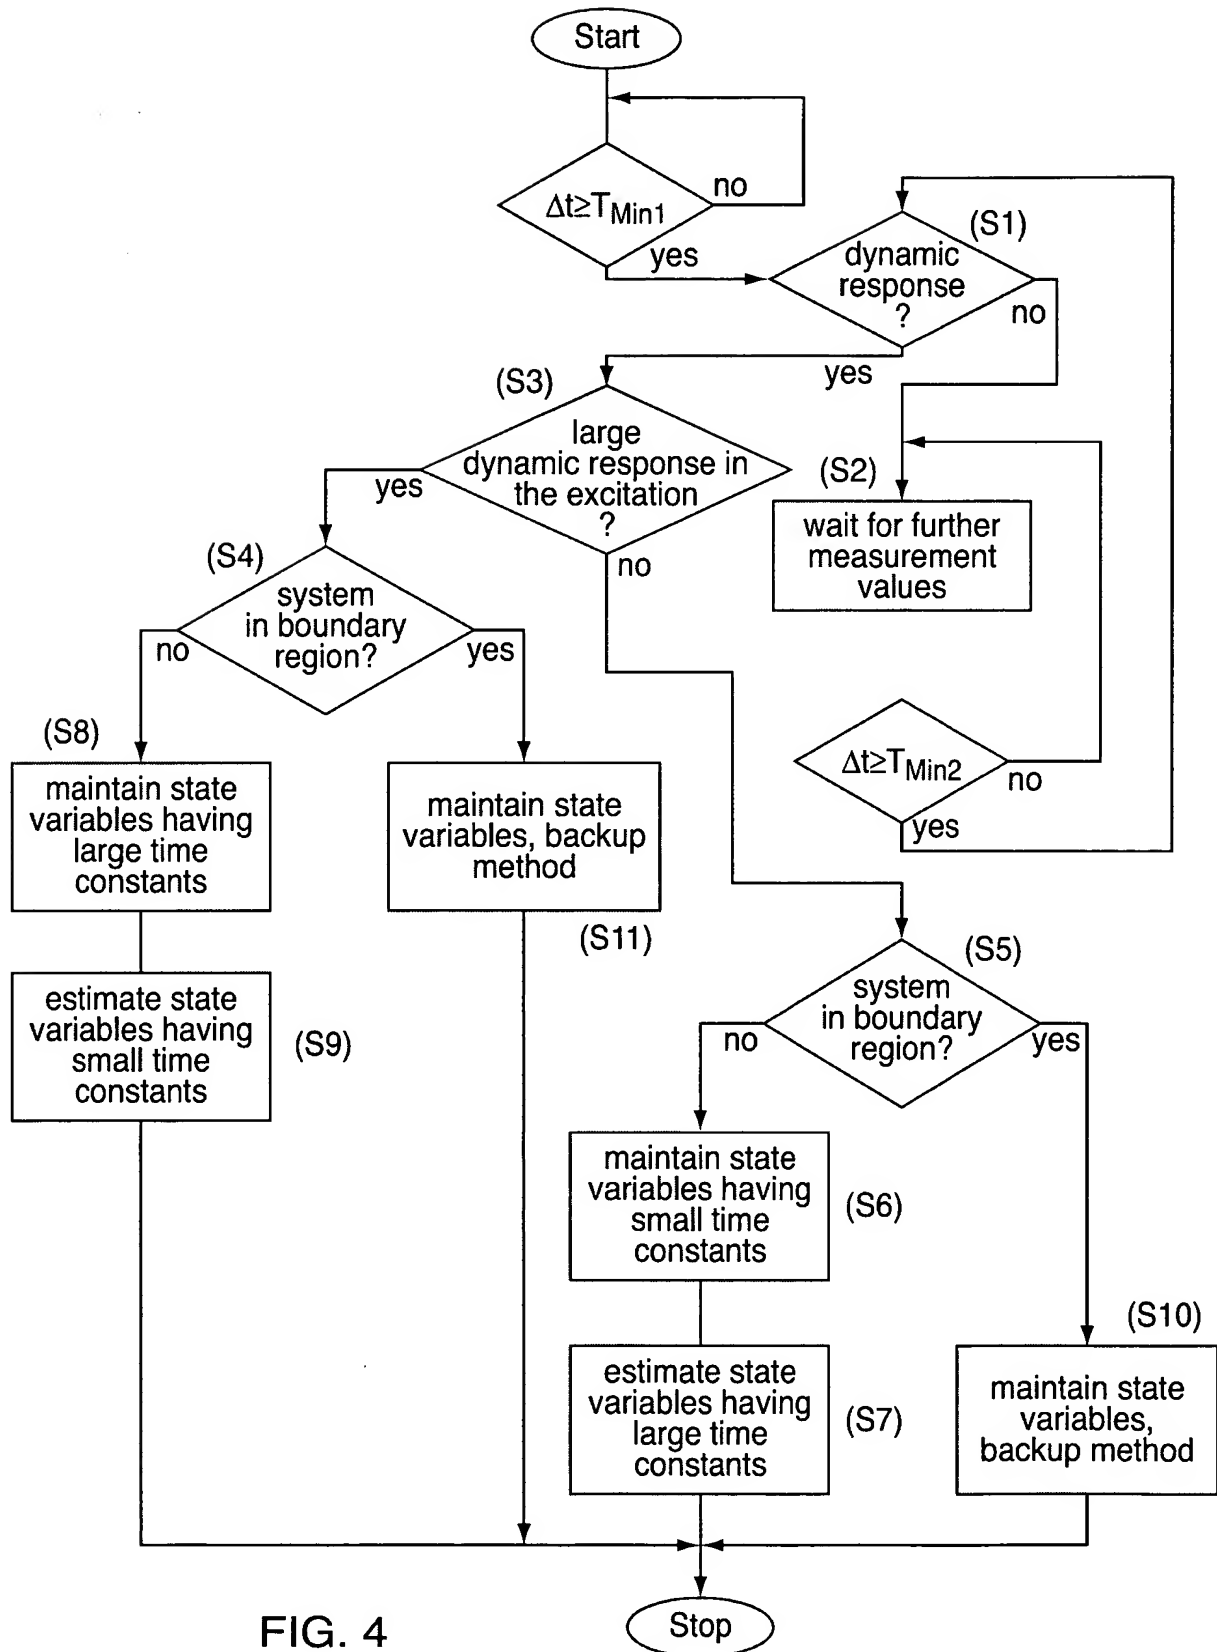 Start
Δt≥TMin1
no
yes
(S1)
dynamic
response
?
no
yes
(S3)
large
dynamic response in
the excitation
?
yes
no
(S2)
wait for further
measurement
values
(S4)
system
in boundary
region?
no
yes
Δt≥TMin2
no
yes
(S8)
maintain state
variables having
large time
constants
maintain state
variables, backup
method
(S11)
(S5)
system
in boundary
region?
no
yes
estimate state
variables having
small time
constants
(S9)
maintain state
variables having
small time
constants
(S6)
(S10)
estimate state
variables having
large time
constants
(S7)
maintain state
variables,
backup method
Stop
FIG. 4